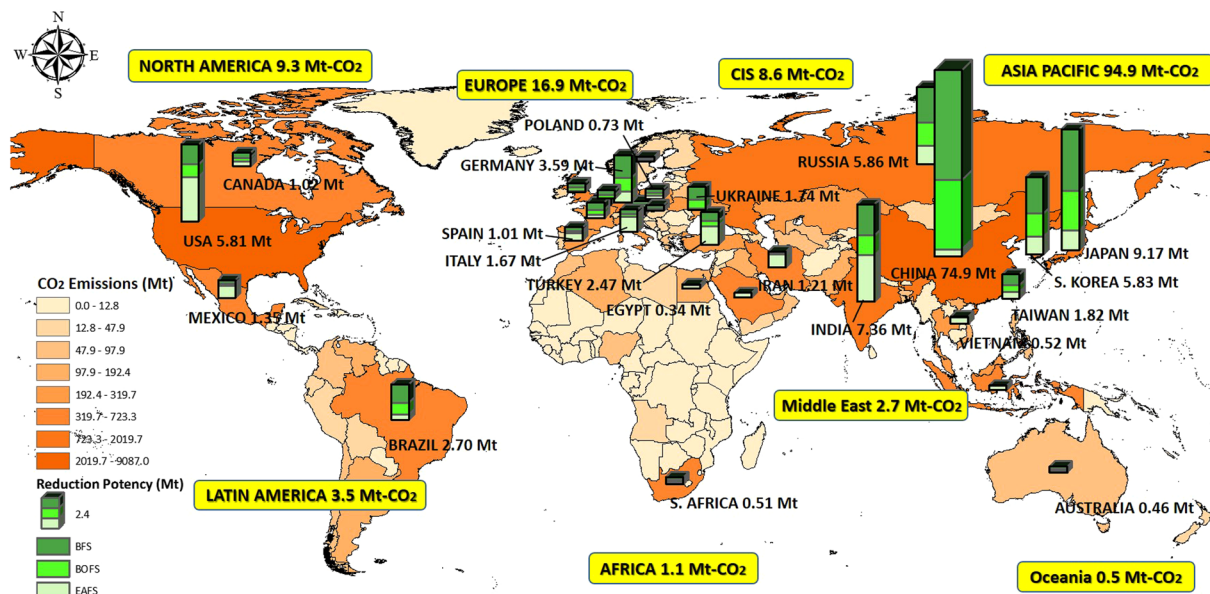 N
W E
S
NORTH AMERICA 9.3 Mt-CO₂
EUROPE 16.9 Mt-CO₂
CIS 8.6 Mt-CO₂
ASIA PACIFIC 94.9 Mt-CO₂
POLAND 0.73 Mt
GERMANY 3.59 Mt
RUSSIA 5.86 Mt
CANADA 1.02 Mt
UKRAINE 1.74 Mt
USA 5.81 Mt
SPAIN 1.01 Mt
ITALY 1.67 Mt
JAPAN 9.17 Mt
CHINA 74.9 Mt
S. KOREA 5.83 Mt
TURKEY 2.47 Mt
IRAN 1.21 Mt
MEXICO 1.35 Mt
EGYPT 0.34 Mt
TAIWAN 1.82 Mt
INDIA 7.36 Mt
VIETNAM 0.52 Mt
Middle East 2.7 Mt-CO₂
BRAZIL 2.70 Mt
LATIN AMERICA 3.5 Mt-CO₂
S. AFRICA 0.51 Mt
AUSTRALIA 0.46 Mt
AFRICA 1.1 Mt-CO₂
Oceania 0.5 Mt-CO₂
CO₂ Emissions (Mt)
0.0 - 12.8
12.8 - 47.9
47.9 - 97.9
97.9 - 192.4
192.4 - 319.7
319.7 - 723.3
723.3 - 2019.7
2019.7 - 9087.0
Reduction Potency (Mt)
2.4
BFS
BOFS
EAFS